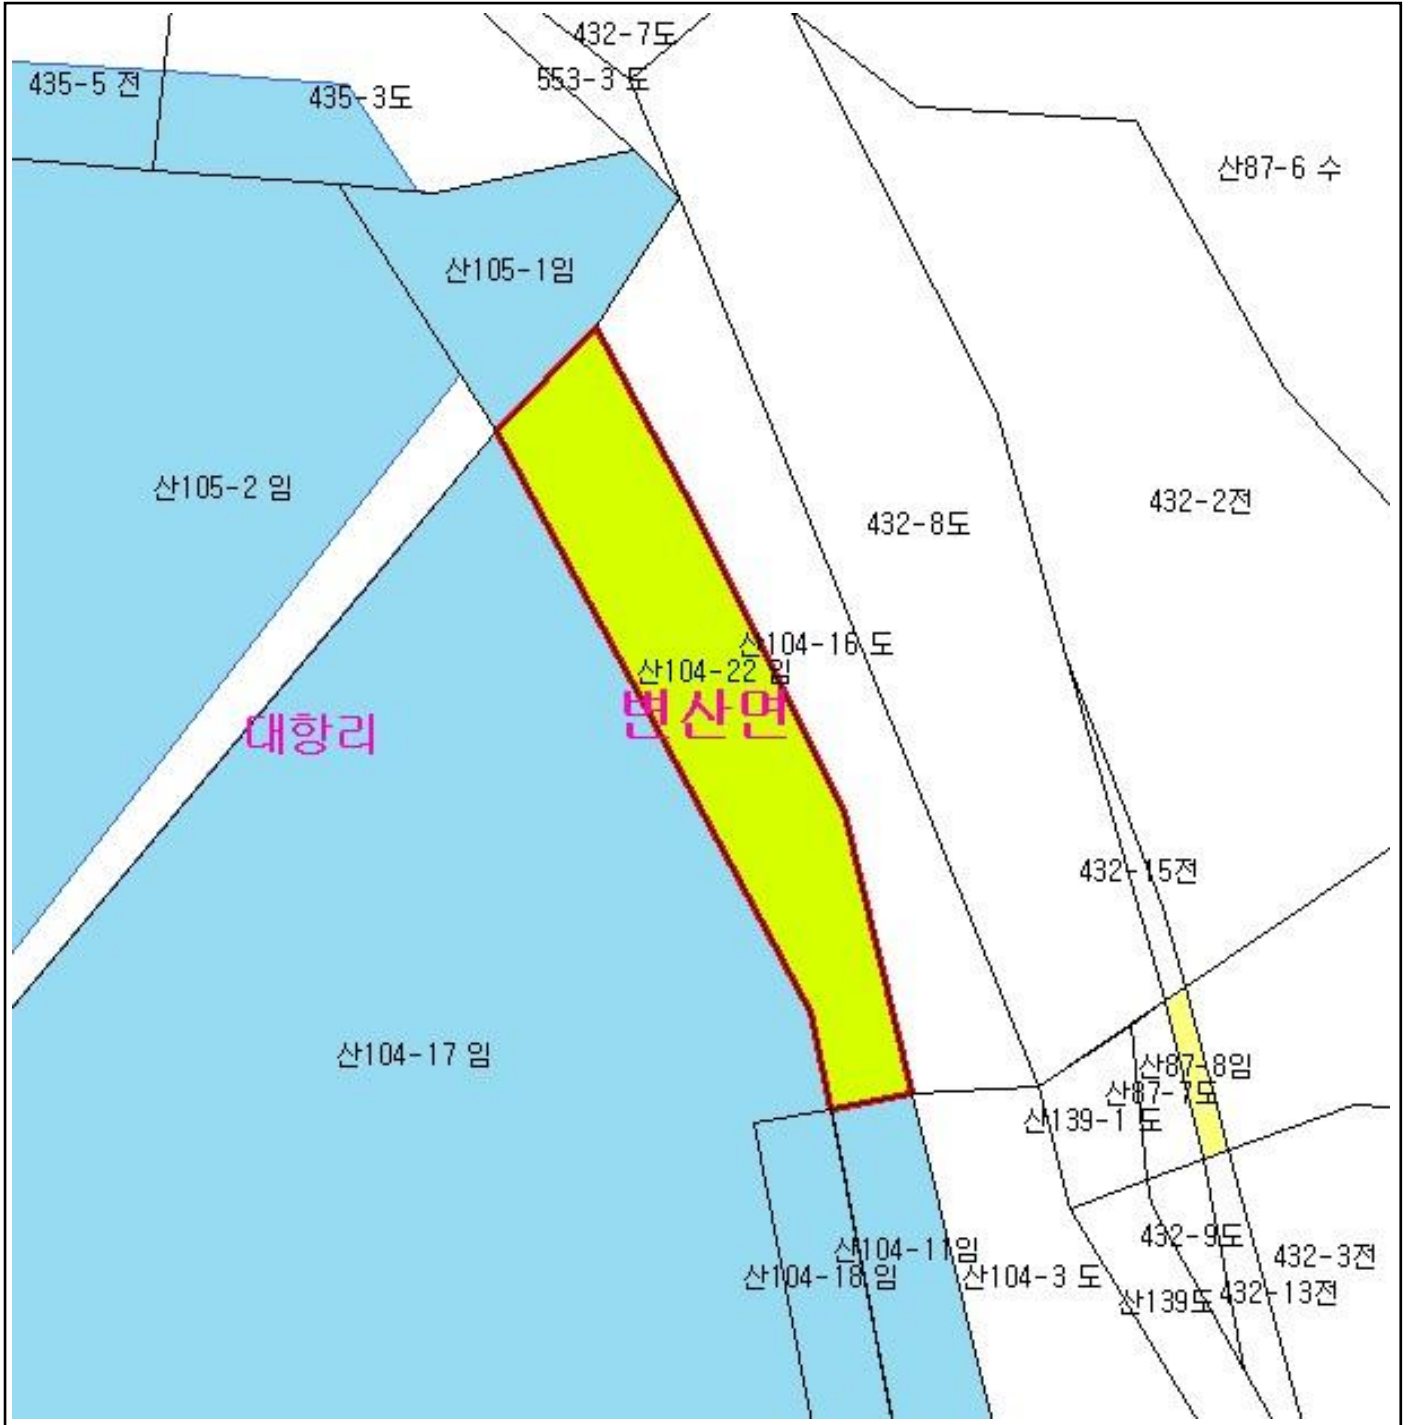 432-7도
553-3 도
435-5 전
435-3도
산87-6 수
산105-1임
산105-2 임
432-2전
432-8도
산104-16 도
산104-22 임
변산면
대항리
432-15전
산104-17 임
산87-8임
산87-7도
산139-1 도
432-9도
산104-11임
432-3전
산104-18 임
산104-3 도
432-13전
산139도